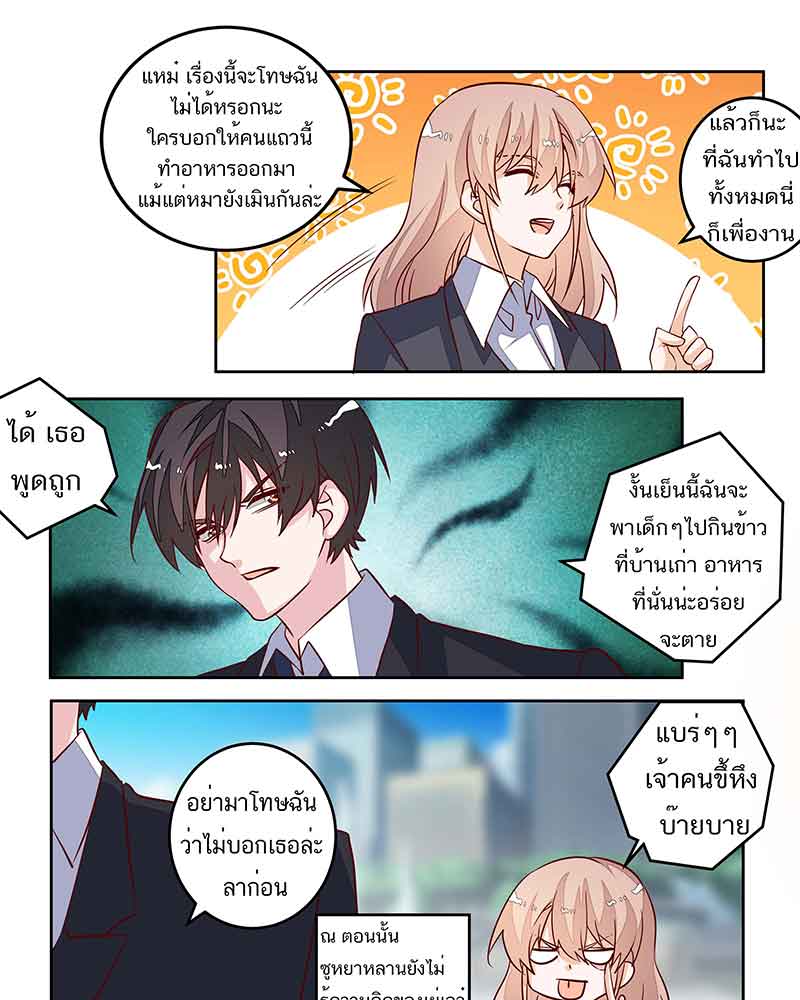 แหม๋ เรื่องนี้จะโทษฉัน
ไม่ได้หรอกนะ
ใครบอกให้คนแถวนี้
ทำอาหารออกมา
แม้แต่หมายังเมินกันล่ะ
แล้วก็นะ
ที่ฉันทำไป
ทั้งหมดนี่
ก็เพื่องาน
ได้ เธอ
พูดถูก
งั้นเย็นนี้ฉันจะ
พาเด็กๆไปกินข้าว
ที่บ้านเก่า อาหาร
ที่นั่นน่ะอร่อย
จะตาย
อย่ามาโทษฉัน
ว่าไม่บอกเธอล่ะ
ลาก่อน
แบร่ๆๆ
เจ้าคนขี้หึง
บ๊ายบาย
ณ ตอนนั้น
ซูหยาหลานยังไม่